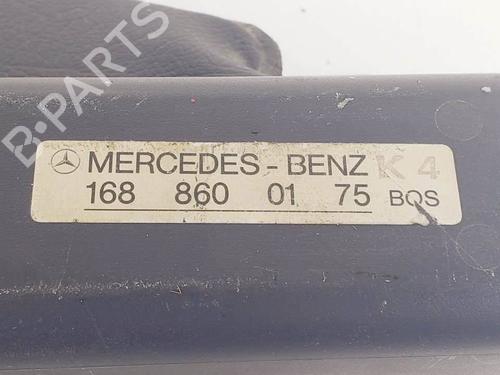 B-PARTS
MERCEDES-BENZ K 4
168 860 01 75 BOS